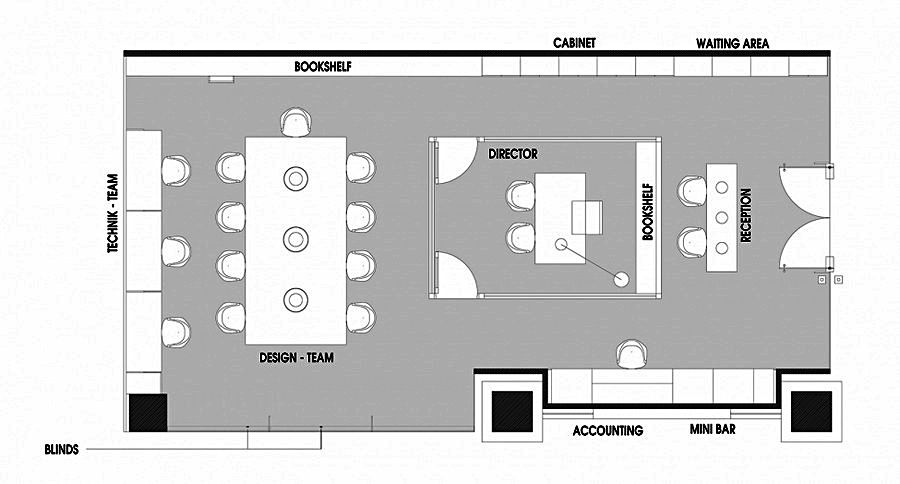 CABINET
WAITING AREA
BOOKSHELF
DIRECTOR
TECHNIK - TEAM
BOOKSHELF
RECEPTION
DESIGN - TEAM
ACCOUNTING
MINI BAR
BLINDS